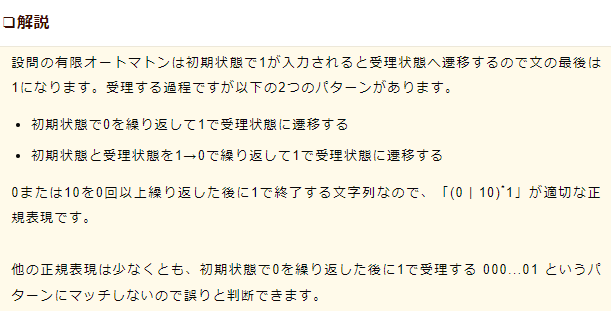 ❏解説
設問の有限オートマトンは初期状態で1が入力されると受理状態へ遷移するので文の最後は
1になります。受理する過程ですが以下の2つのパターンがあります。
• 初期状態で0を繰り返して1で受理状態に遷移する
• 初期状態と受理状態を1→0で繰り返して1で受理状態に遷移する
0または10を0回以上繰り返した後に1で終了する文字列なので、「(0 | 10)*1」が適切な正
規表現です。
他の正規表現は少なくとも、初期状態で0を繰り返した後に1で受理する 000…01 というパ
ターンにマッチしないので誤りと判断できます。